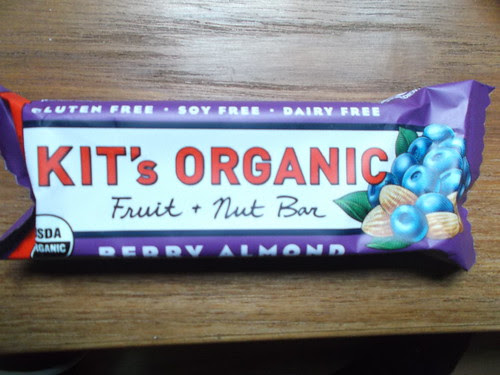 GLUTEN FREE · SOY FREE · DAIRY FREE
KIT's ORGANIC
Fruit + Nut Bar
USDA
ORGANIC
BERRY ALMOND